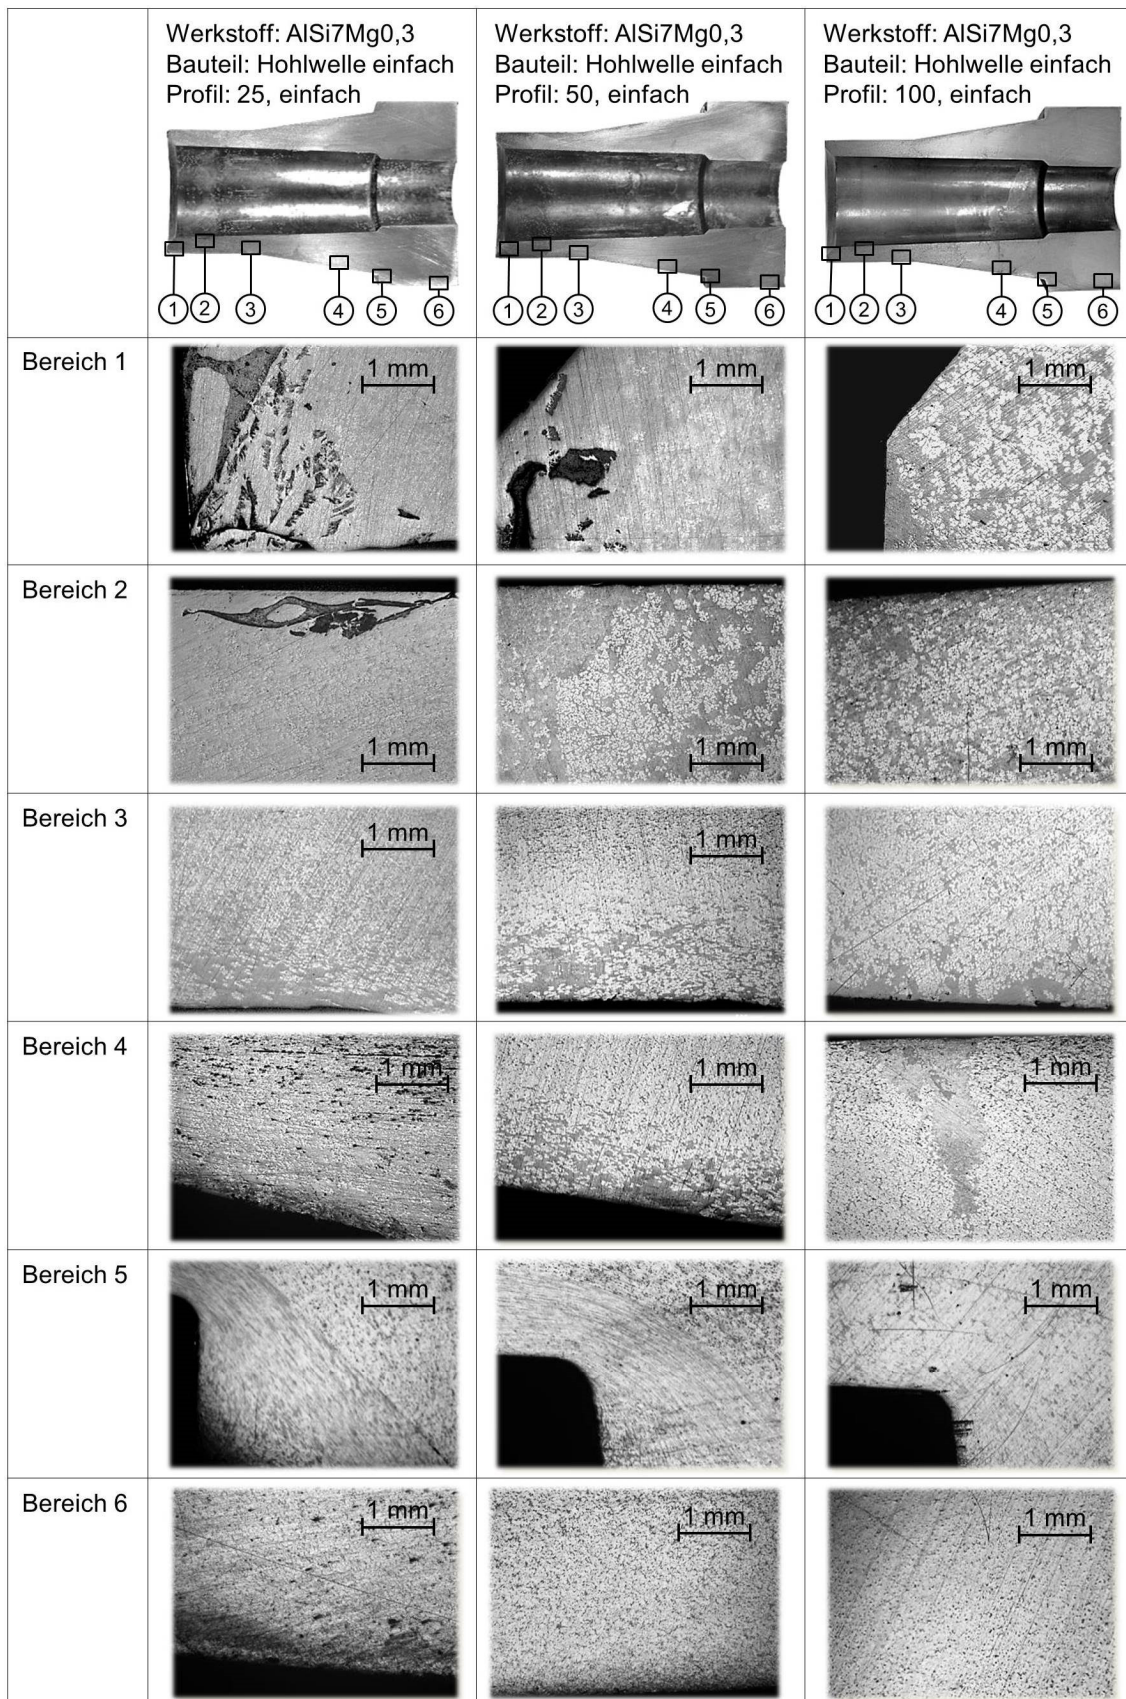 Werkstoff: AlSi7Mg0,3
Bauteil: Hohlwelle einfach
Profil: 25, einfach
1 2 3 4 5 6
Werkstoff: AlSi7Mg0,3
Bauteil: Hohlwelle einfach
Profil: 50, einfach
1 2 3 4 5 6
Werkstoff: AlSi7Mg0,3
Bauteil: Hohlwelle einfach
Profil: 100, einfach
1 2 3 4 5 6
Bereich 1
1 mm
1 mm
1 mm
Bereich 2
1 mm
1 mm
1 mm
Bereich 3
1 mm
1 mm
1 mm
Bereich 4
1 mm
1 mm
1 mm
Bereich 5
1 mm
1 mm
1 mm
Bereich 6
1 mm
1 mm
1 mm